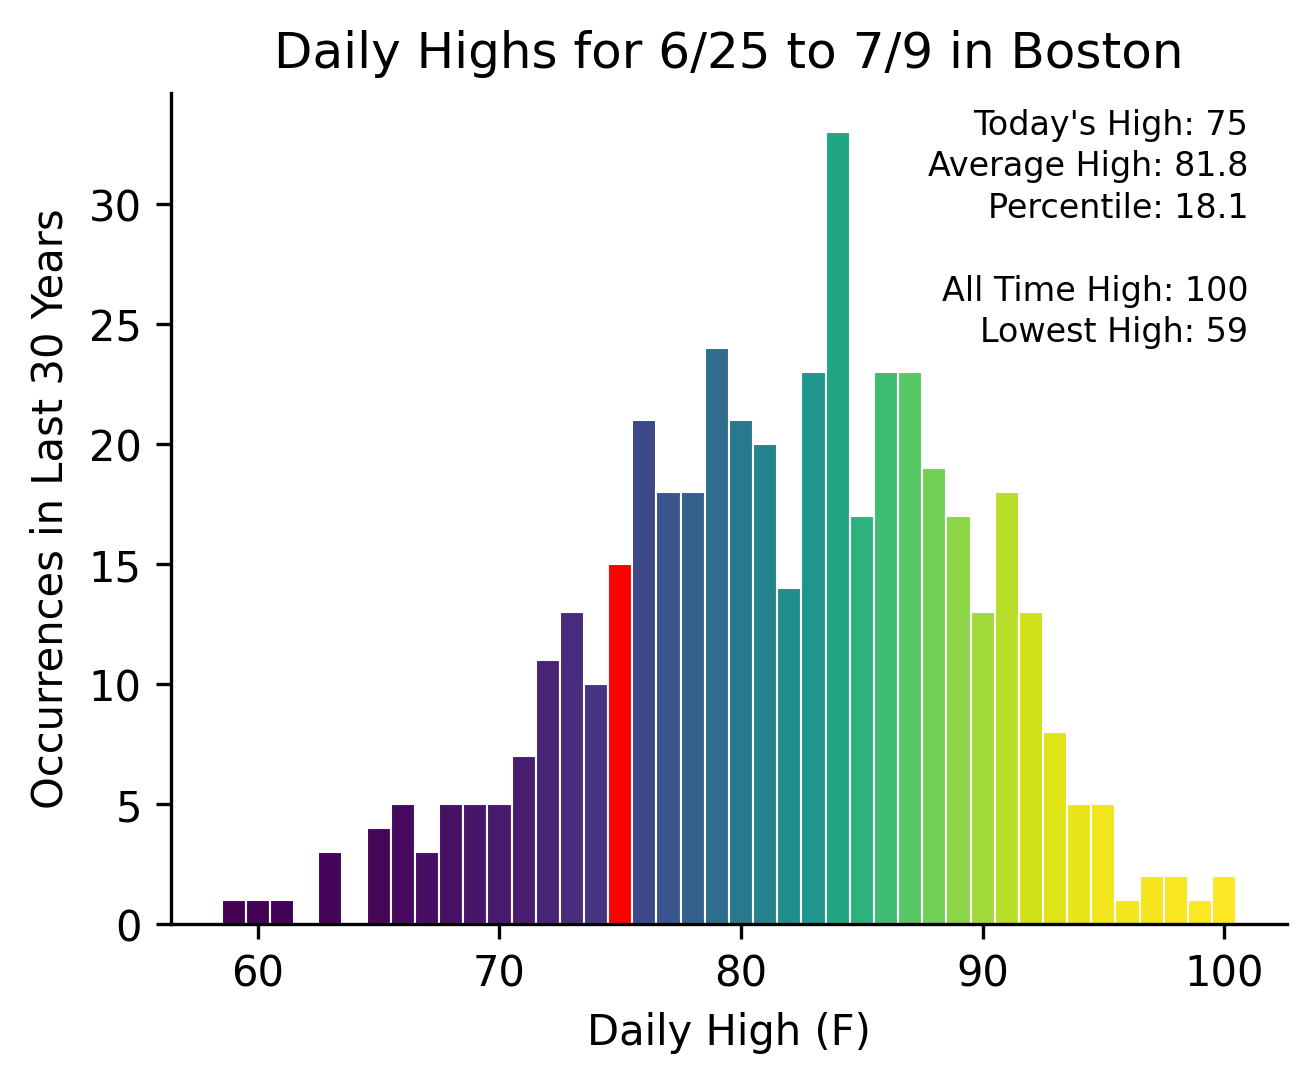 Daily Highs for 6/25 to 7/9 in Boston
Today's High: 75
Average High: 81.8
Percentile: 18.1
All Time High: 100
Lowest High: 59
Occurrences in Last 30 Years
30
25
20
15
10
5
0
60 70 80 90 100
Daily High (F)